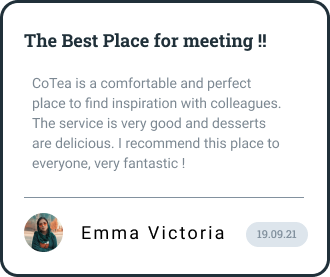 The Best Place for meeting !!
CoTea is a comfortable and perfect
place to find inspiration with colleagues.
The service is very good and desserts
are delicious. I recommend this place to
everyone, very fantastic !
Emma Victoria
19.09.21